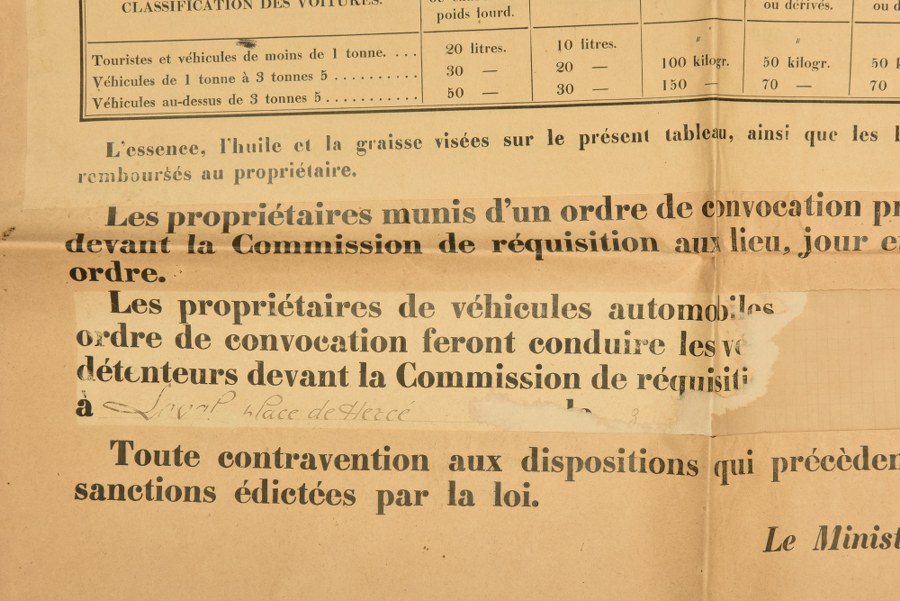 CLASSIFICATION DES VOITURES.
poids lourd.
ou dérivés.
Touristes et véhicules de moins de 1 tonne. . . . 20 litres. 10 litres. " "
Véhicules de 1 tonne à 3 tonnes 5 . . . . . . . . . . 30 — 20 — 100 kilogr. 50 kilogr. 50
Véhicules au-dessus de 3 tonnes 5 . . . . . . . . . . 50 — 30 — 150 — 70 — 70
L'essence, l'huile et la graisse visées sur le présent tableau, ainsi que les
remboursés au propriétaire.
Les propriétaires munis d'un ordre de convocation
devant la Commission de réquisition aux lieu, jour
ordre.
Les propriétaires de véhicules automobiles
ordre de convocation feront conduire les
détenteurs devant la Commission de
à Laval place de Hercé
Toute contravention aux dispositions qui
sanctions édictées par la loi.
Le